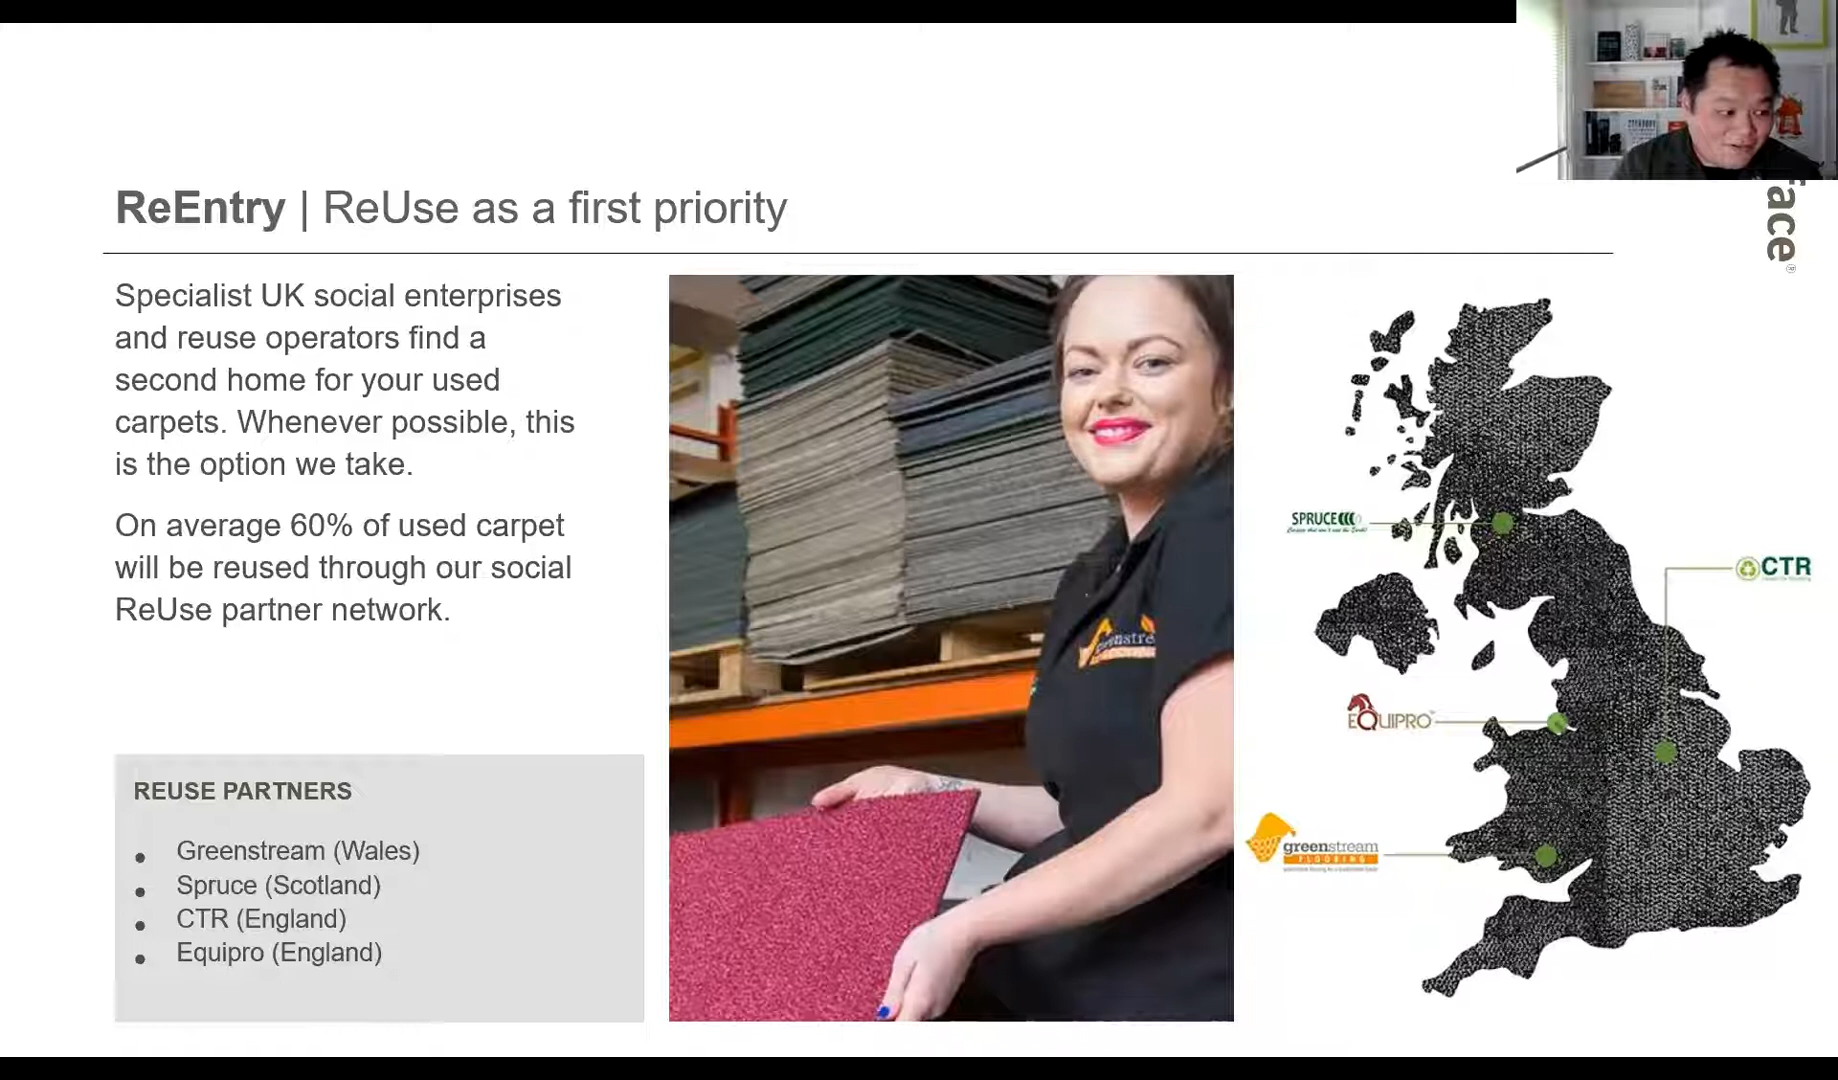 ReEntry | ReUse as a first priority
face
Specialist UK social enterprises
and reuse operators find a
second home for your used
carpets. Whenever possible, this
is the option we take.
On average 60% of used carpet
will be reused through our social
ReUse partner network.
REUSE PARTNERS
• Greenstream (Wales)
• Spruce (Scotland)
• CTR (England)
• Equipro (England)
SPRUCE
CTR
EQUIPRO
greenstream
FLOORING